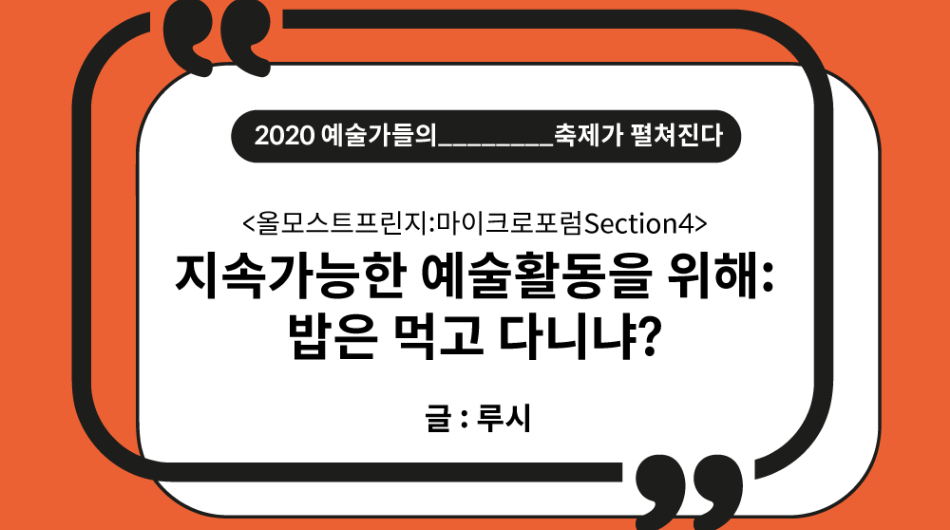 2020 예술가들의________축제가 펼쳐진다
<올모스트프린지:마이크로포럼Section4>
지속가능한 예술활동을 위해:
밥은 먹고 다니냐?
글 : 루시